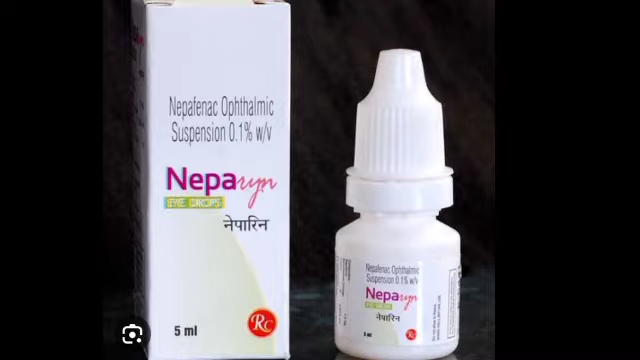 Nepafenac Ophthalmic
Suspension 0.1% w/v
Neparyn
EYE DROPS
नेपारिन
5 ml
Rc
Nepafenac Ophthalmic
Suspension 0.1% w/v
Neparyn
EYE DROPS
नेपारिन
5 ml